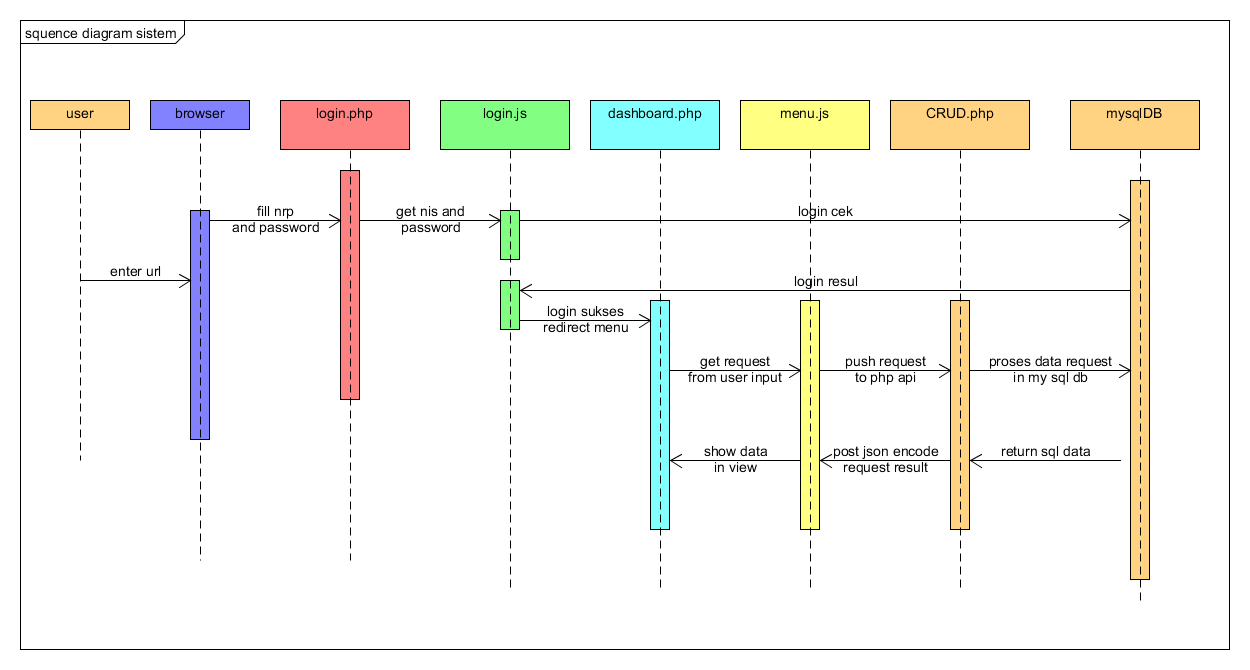 squence diagram sistem
user
browser
login.php
login.js
dashboard.php
menu.js
CRUD.php
mysqlDB
fill nrp
and password
get nis and
password
login cek
enter url
login resul
login sukses
redirect menu
get request
from user input
push request
to php api
proses data request
in my sql db
show data
in view
post json encode
request result
return sql data